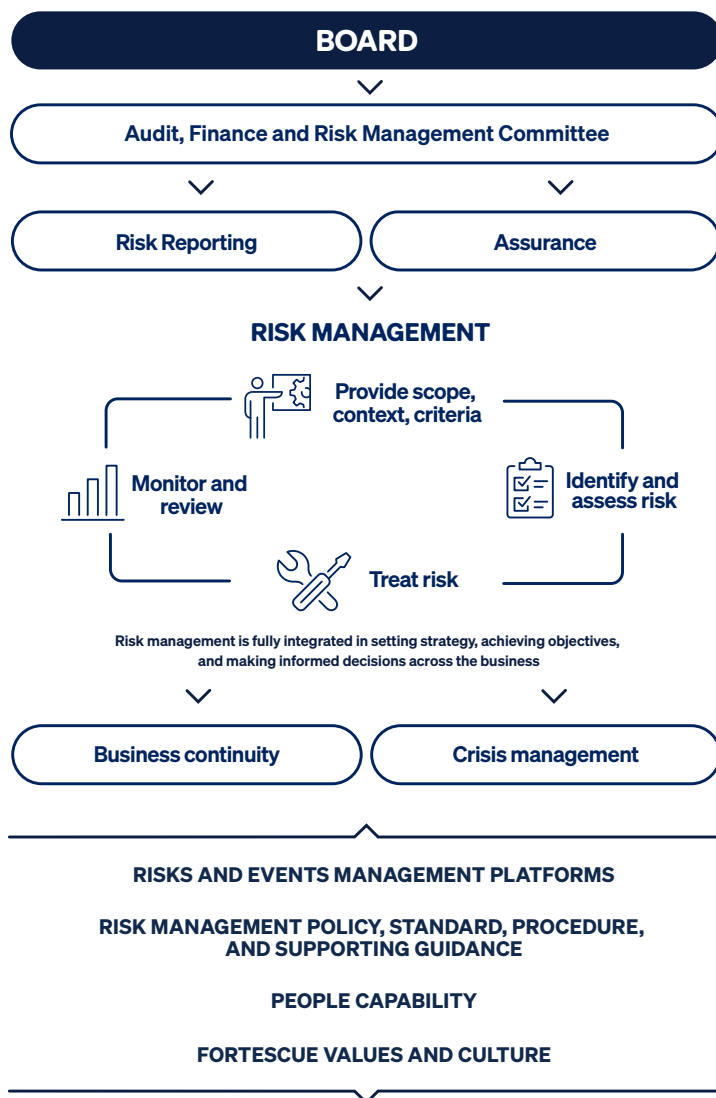 BOARD
Audit, Finance and Risk Management Committee
Risk Reporting
Assurance
RISK MANAGEMENT
Provide scope,
context, criteria
Monitor and
review
Identify and
assess risk
Treat risk
Risk management is fully integrated in setting strategy, achieving objectives,
and making informed decisions across the business
Business continuity
Crisis management
RISKS AND EVENTS MANAGEMENT PLATFORMS
RISK MANAGEMENT POLICY, STANDARD, PROCEDURE,
AND SUPPORTING GUIDANCE
PEOPLE CAPABILITY
FORTESCUE VALUES AND CULTURE